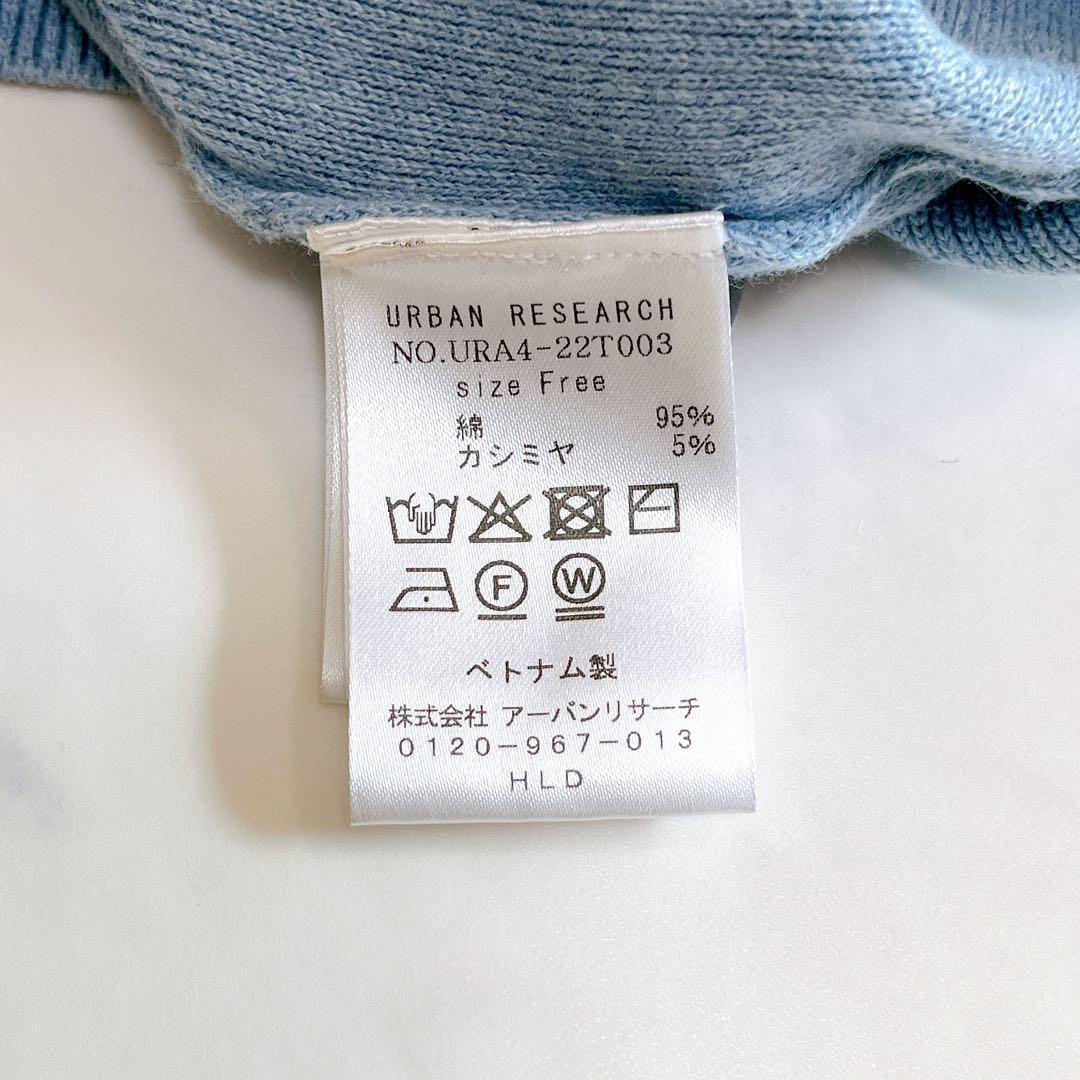 URBAN RESEARCH
NO.URA4-22T003
size Free
綿 95%
カシミヤ 5%
F W
ベトナム製
株式会社 アーバンリサーチ
0120-967-013
HLD